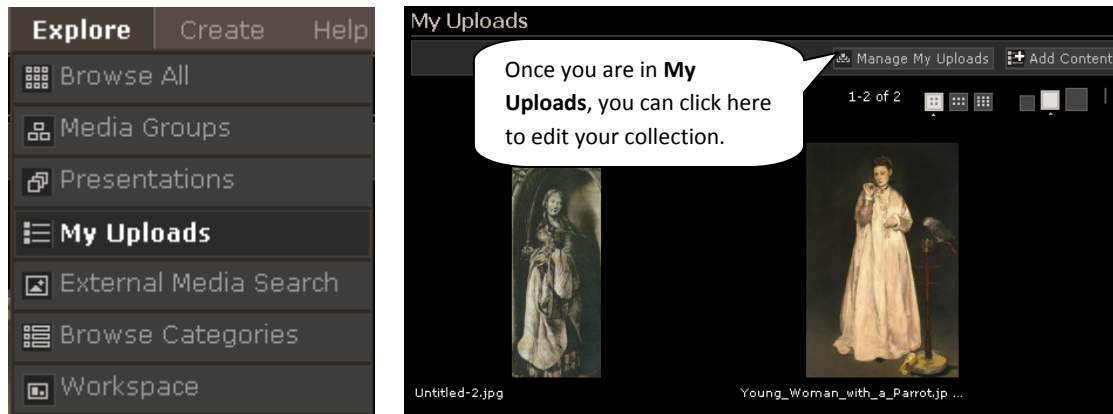 Explore Create Help
Browse All
Media Groups
Presentations
My Uploads
External Media Search
Browse Categories
Workspace
My Uploads
Manage My Uploads Add Content
Once you are in My
Uploads, you can click here
to edit your collection.
1-2 of 2
Untitled-2.jpg Young_Woman_with_a_Parrot.jp ...